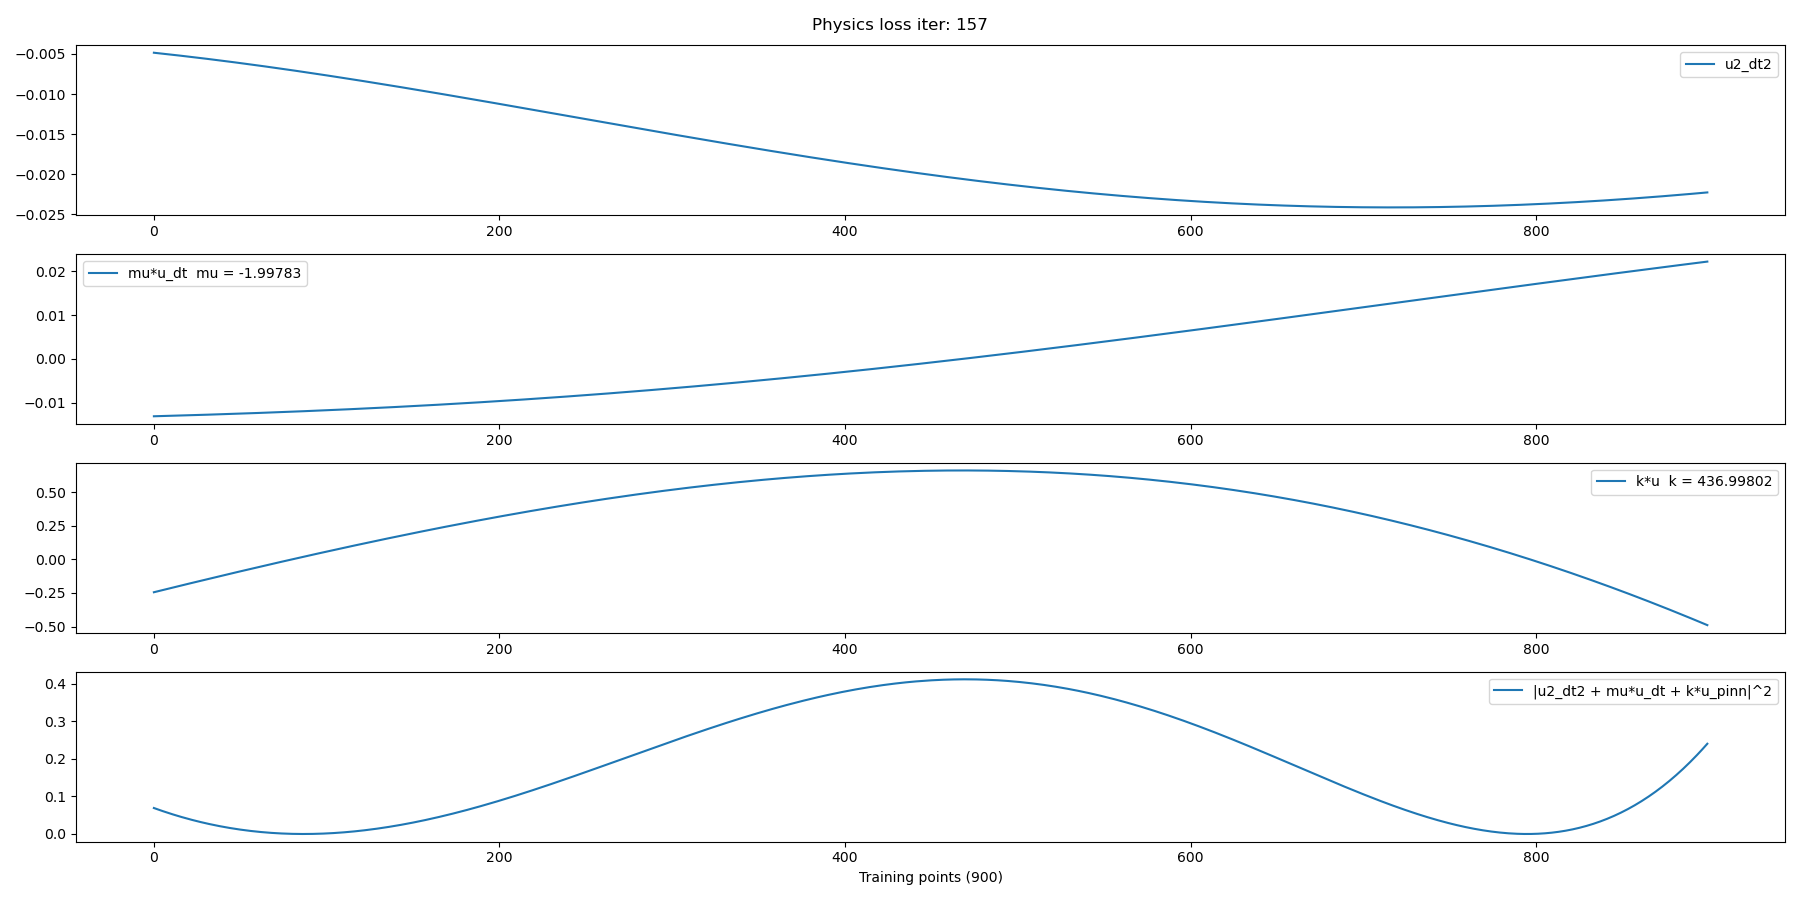 Physics loss iter: 157
−0.005
−0.010
−0.015
−0.020
−0.025
u2_dt2
0 200 400 600 800
0.02
0.01
0.00
−0.01
mu*u_dt  mu = -1.99783
0 200 400 600 800
0.50
0.25
0.00
−0.25
−0.50
k*u  k = 436.99802
0 200 400 600 800
0.4
0.3
0.2
0.1
0.0
|u2_dt2 + mu*u_dt + k*u_pinn|^2
0 200 400 600 800
Training points (900)